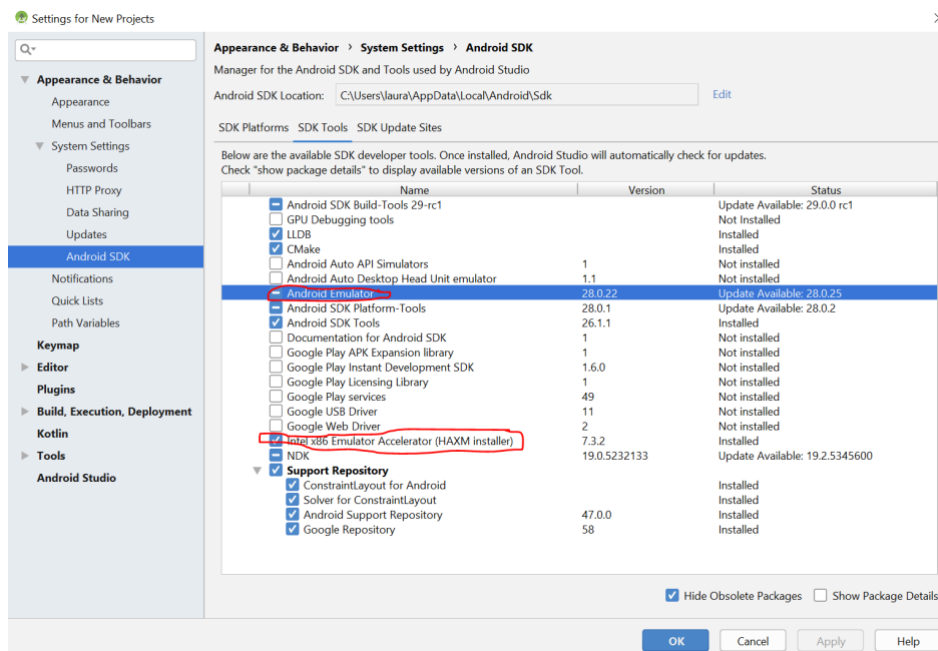 Settings for New Projects
Appearance & Behavior
Appearance
Menus and Toolbars
System Settings
Passwords
HTTP Proxy
Data Sharing
Updates
Android SDK
Notifications
Quick Lists
Path Variables
Keymap
Editor
Plugins
Build, Execution, Deployment
Kotlin
Tools
Android Studio
Appearance & Behavior › System Settings › Android SDK
Manager for the Android SDK and Tools used by Android Studio
Android SDK Location: C:\Users\laura\AppData\Local\Android\Sdk Edit
SDK Platforms SDK Tools SDK Update Sites
Below are the available SDK developer tools. Once installed, Android Studio will automatically check for updates.
Check "show package details" to display available versions of an SDK Tool.
Name Version Status
Android SDK Build-Tools 29-rc1 Update Available: 29.0.0 rc1
GPU Debugging tools Not Installed
LLDB Installed
CMake Installed
Android Auto API Simulators 1 Not installed
Android Auto Desktop Head Unit emulator 1.1 Not installed
Android Emulator 28.0.22 Update Available: 28.0.25
Android SDK Platform-Tools 28.0.1 Update Available: 28.0.2
Android SDK Tools 26.1.1 Installed
Documentation for Android SDK 1 Not installed
Google Play APK Expansion library 1 Not installed
Google Play Instant Development SDK 1.6.0 Not installed
Google Play Licensing Library 1 Not installed
Google Play services 49 Not installed
Google USB Driver 11 Not installed
Google Web Driver 2 Not installed
Intel x86 Emulator Accelerator (HAXM installer) 7.3.2 Installed
NDK 19.0.5232133 Update Available: 19.2.5345600
Support Repository
ConstraintLayout for Android Installed
Solver for ConstraintLayout Installed
Android Support Repository 47.0.0 Installed
Google Repository 58 Installed
Hide Obsolete Packages Show Package Details
OK Cancel Apply Help